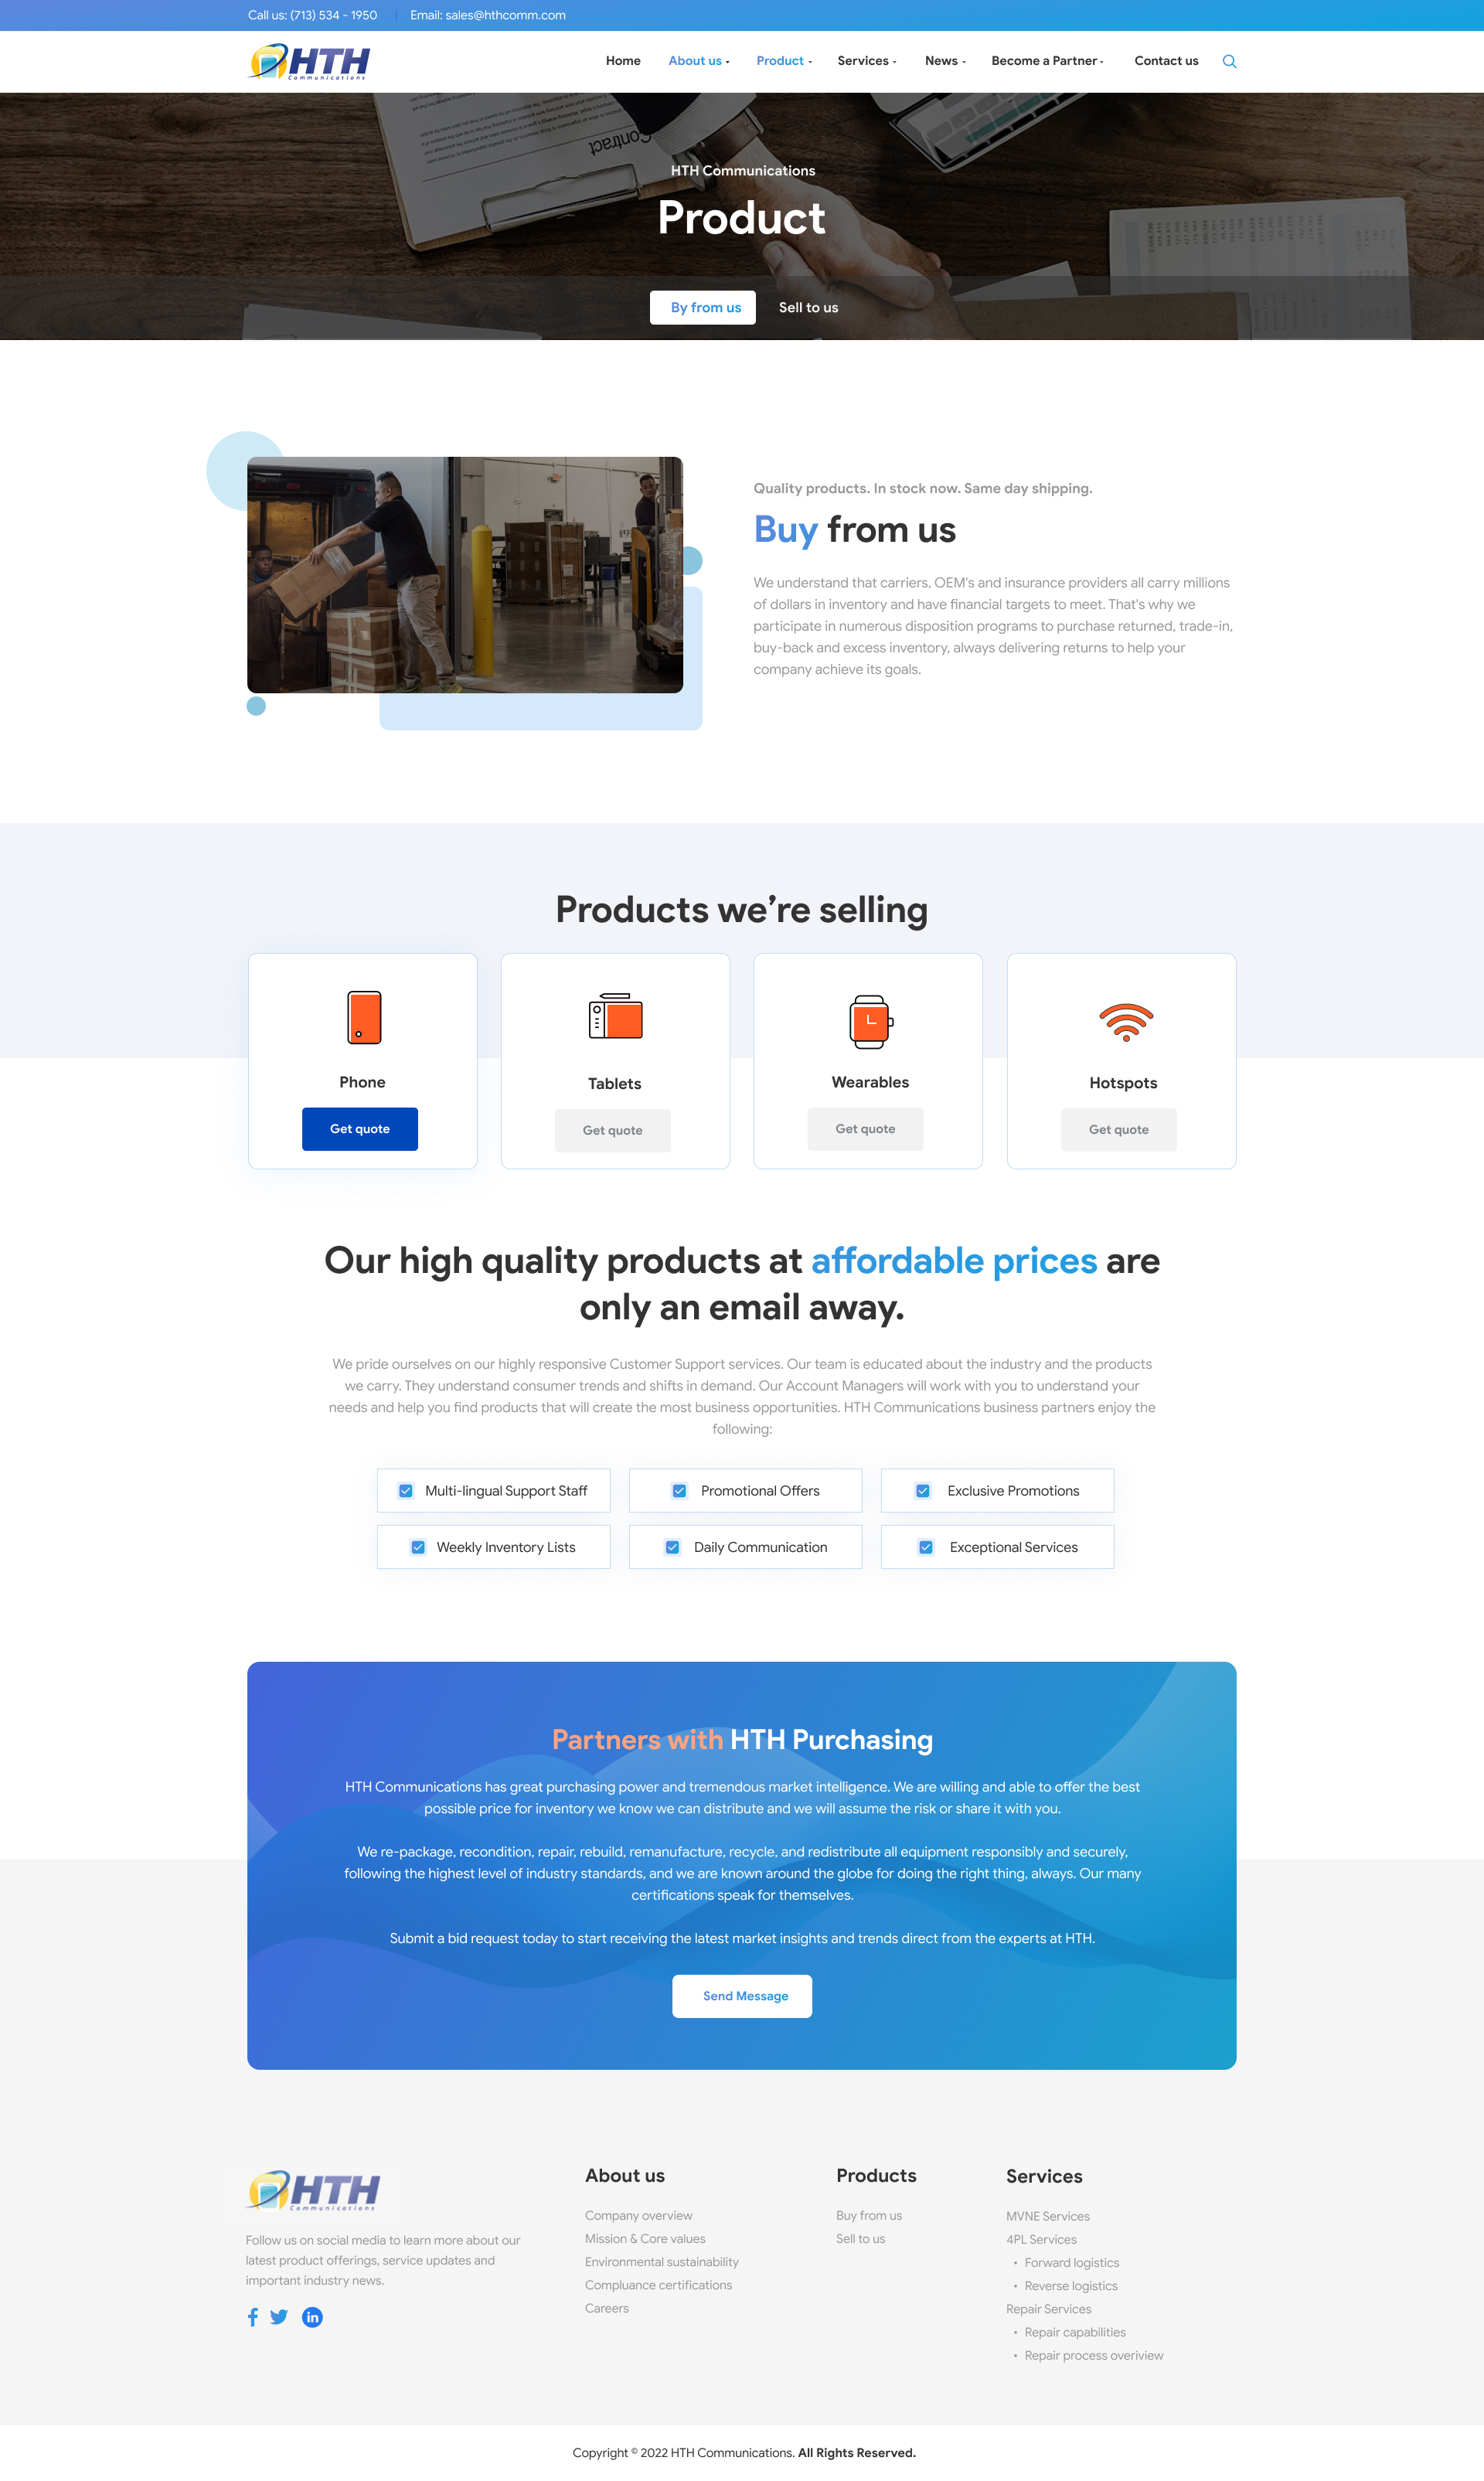 Call us: (713) 534 - 1950
Email: sales@hthcomm.com
HTH
Communications
Home
About us
Product
Services
News
Become a Partner
Contact us
Contract
HTH Communications
Product
By from us
Sell to us
Quality products. In stock now. Same day shipping.
Buy from us
We understand that carriers, OEM's and insurance providers all carry millions
of dollars in inventory and have financial targets to meet. That's why we
participate in numerous disposition programs to purchase returned, trade-in,
buy-back and excess inventory, always delivering returns to help your
company achieve its goals.
Products we’re selling
Phone
Get quote
Tablets
Get quote
Wearables
Get quote
Hotspots
Get quote
Our high quality products at affordable prices are
only an email away.
We pride ourselves on our highly responsive Customer Support services. Our team is educated about the industry and the products
we carry. They understand consumer trends and shifts in demand. Our Account Managers will work with you to understand your
needs and help you find products that will create the most business opportunities. HTH Communications business partners enjoy the
following:
Multi-lingual Support Staff
Promotional Offers
Exclusive Promotions
Weekly Inventory Lists
Daily Communication
Exceptional Services
Partners with HTH Purchasing
HTH Communications has great purchasing power and tremendous market intelligence. We are willing and able to offer the best
possible price for inventory we know we can distribute and we will assume the risk or share it with you.
We re-package, recondition, repair, rebuild, remanufacture, recycle, and redistribute all equipment responsibly and securely,
following the highest level of industry standards, and we are known around the globe for doing the right thing, always. Our many
certifications speak for themselves.
Submit a bid request today to start receiving the latest market insights and trends direct from the experts at HTH.
Send Message
HTH
Communications
Follow us on social media to learn more about our
latest product offerings, service updates and
important industry news.
About us
Company overview
Mission & Core values
Environmental sustainability
Compluance certifications
Careers
Products
Buy from us
Sell to us
Services
MVNE Services
4PL Services
• Forward logistics
• Reverse logistics
Repair Services
• Repair capabilities
• Repair process overiview
Copyright © 2022 HTH Communications. All Rights Reserved.